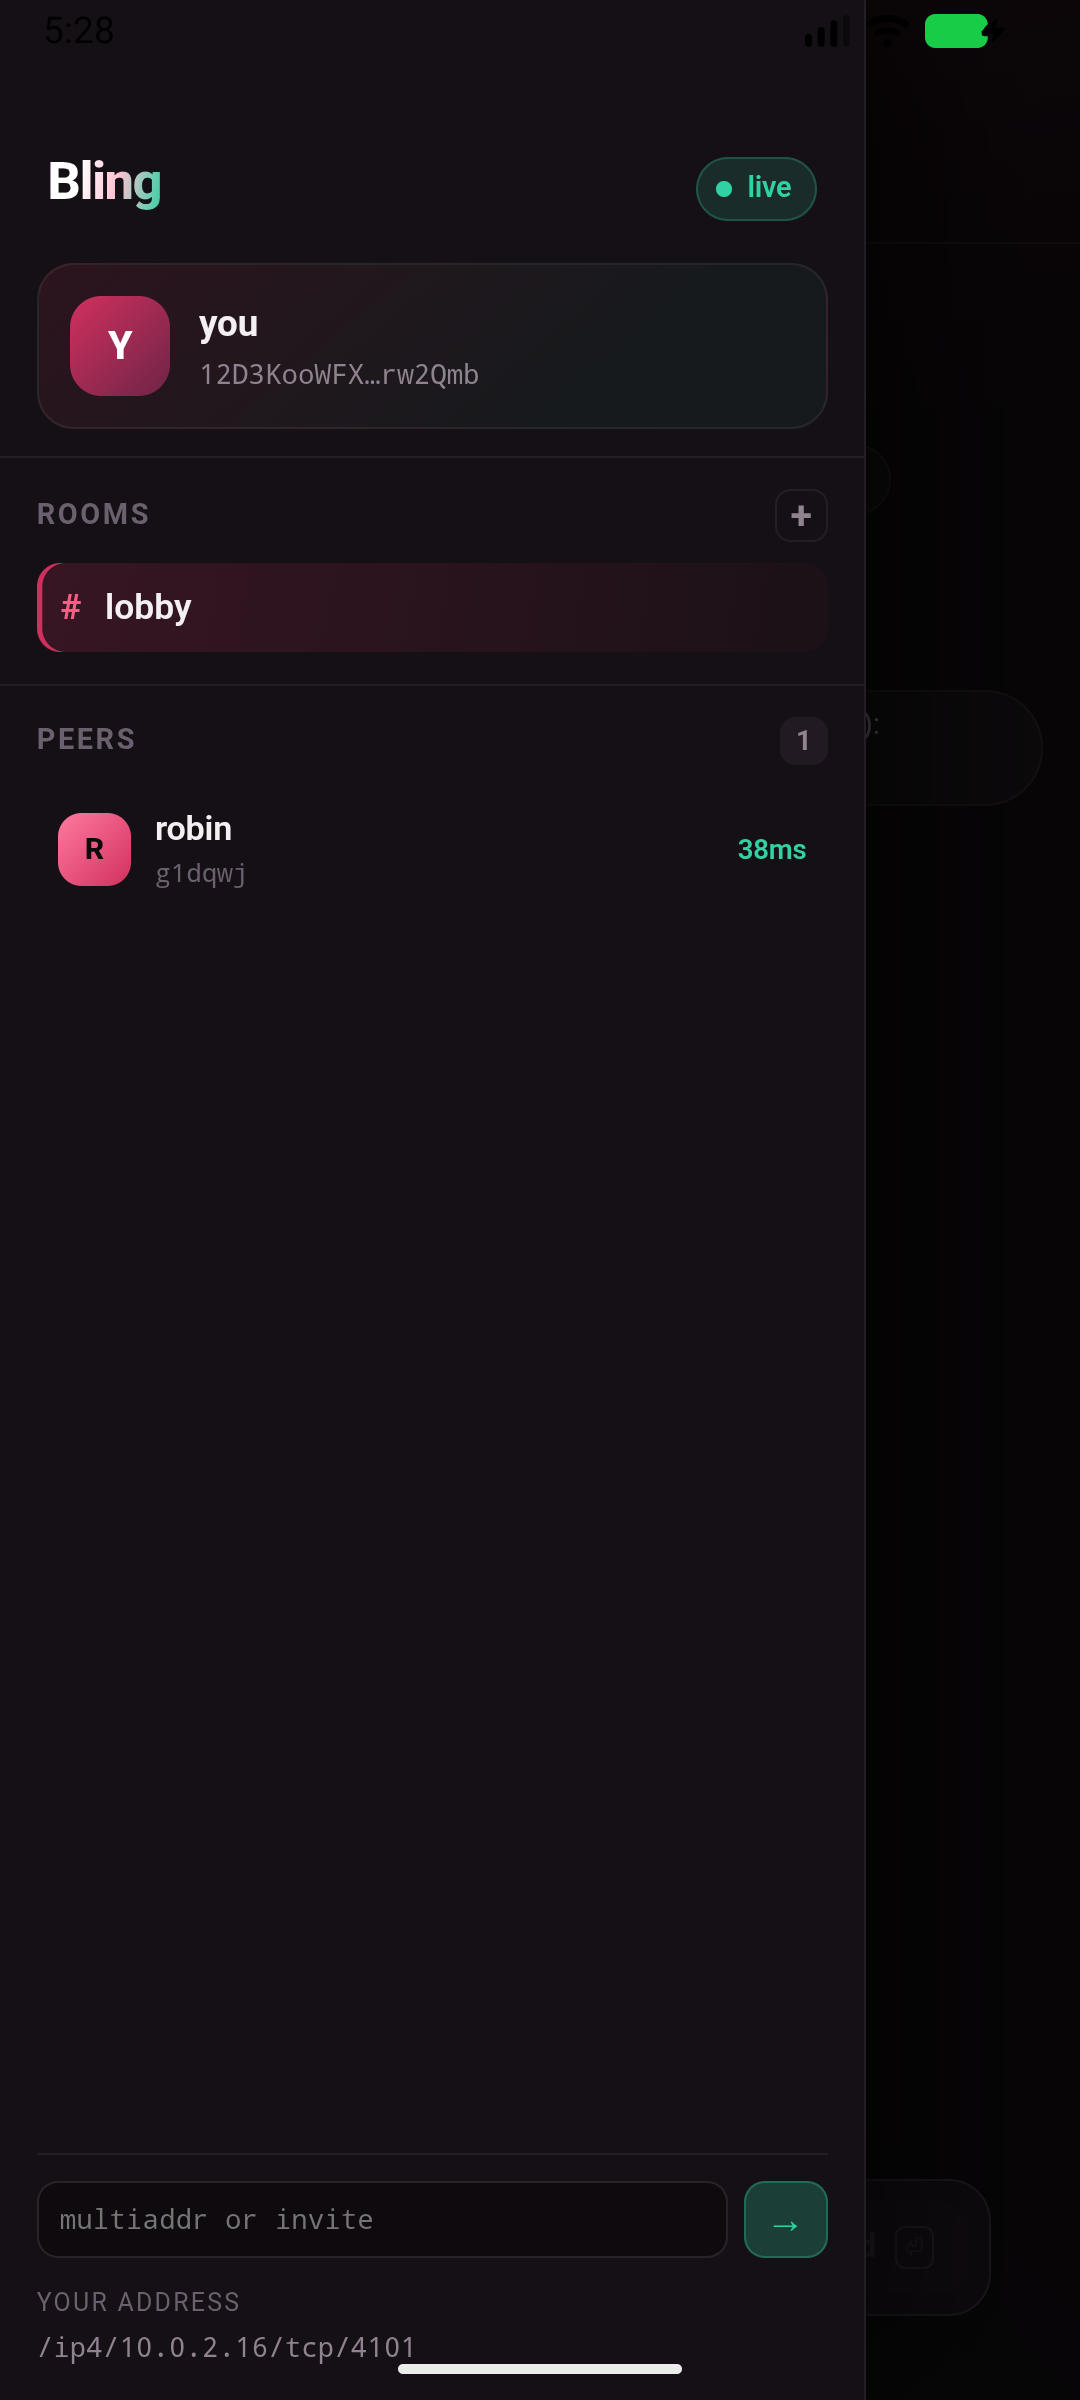 5:28
Bling
live
Y
you
12D3KooWFX…rw2Qmb
ROOMS
+
# lobby
PEERS
1
R
robin
g1dqwj
38ms
):
multiaddr or invite
→
YOUR ADDRESS
/ip4/10.0.2.16/tcp/4101